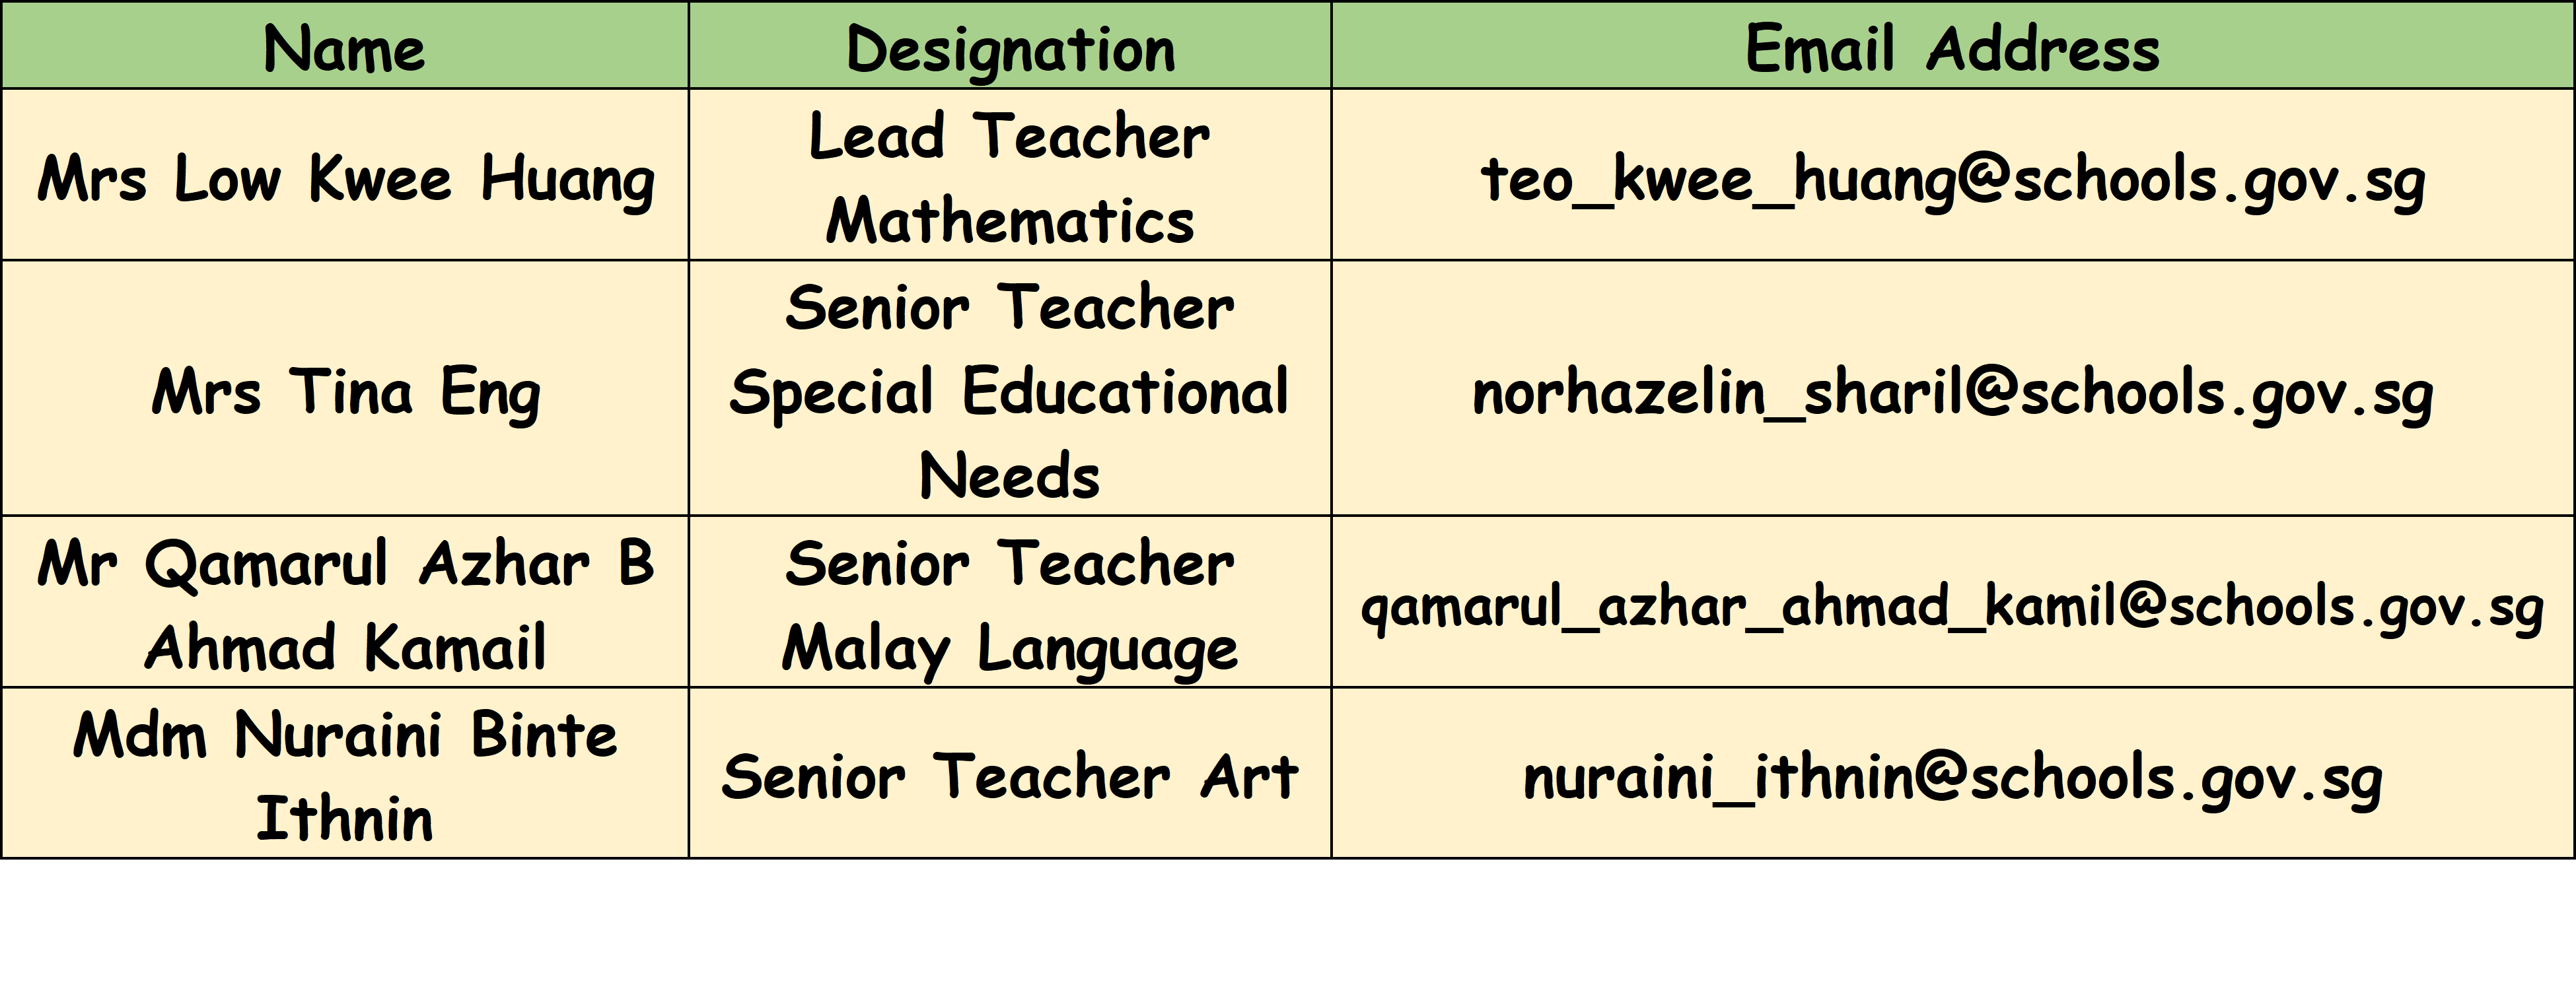 Name Designation Email Address
Mrs Low Kwee Huang
Lead Teacher
Mathematics
teo_kwee_huang@schools.gov.sg
Mrs Tina Eng
Senior Teacher
Special Educational
Needs
norhazelin_sharil@schools.gov.sg
Mr Qamarul Azhar B
Ahmad Kamail
Senior Teacher
Malay Language
qamarul_azhar_ahmad_kamil@schools.gov.sg
Mdm Nuraini Binte
Ithnin
Senior Teacher Art
nuraini_ithnin@schools.gov.sg